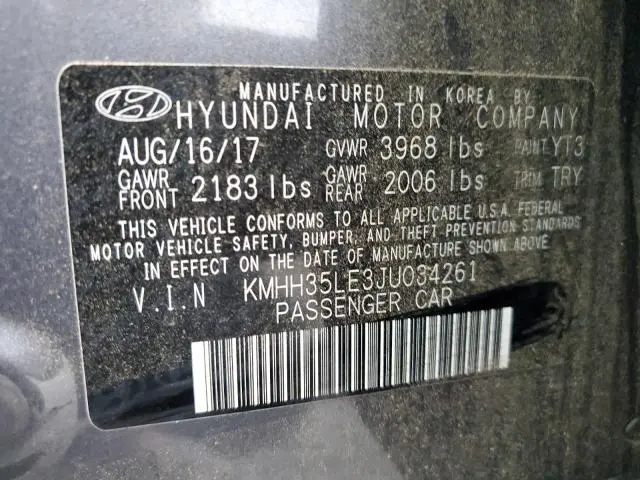 MANUFACTURED IN KOREA BY:
HYUNDAI MOTOR COMPANY
AUG/16/17 GVWR 3968 lbs PAINT YT3
GAWR FRONT 2183 lbs GAWR REAR 2006 lbs TRIM TRY
THIS VEHICLE CONFORMS TO ALL APPLICABLE U.S.A. FEDERAL
MOTOR VEHICLE SAFETY, BUMPER, AND THEFT PREVENTION STANDARDS
IN EFFECT ON THE DATE OF MANUFACTURE SHOWN ABOVE.
V.I.N KMHH35LE3JU034261
PASSENGER CAR